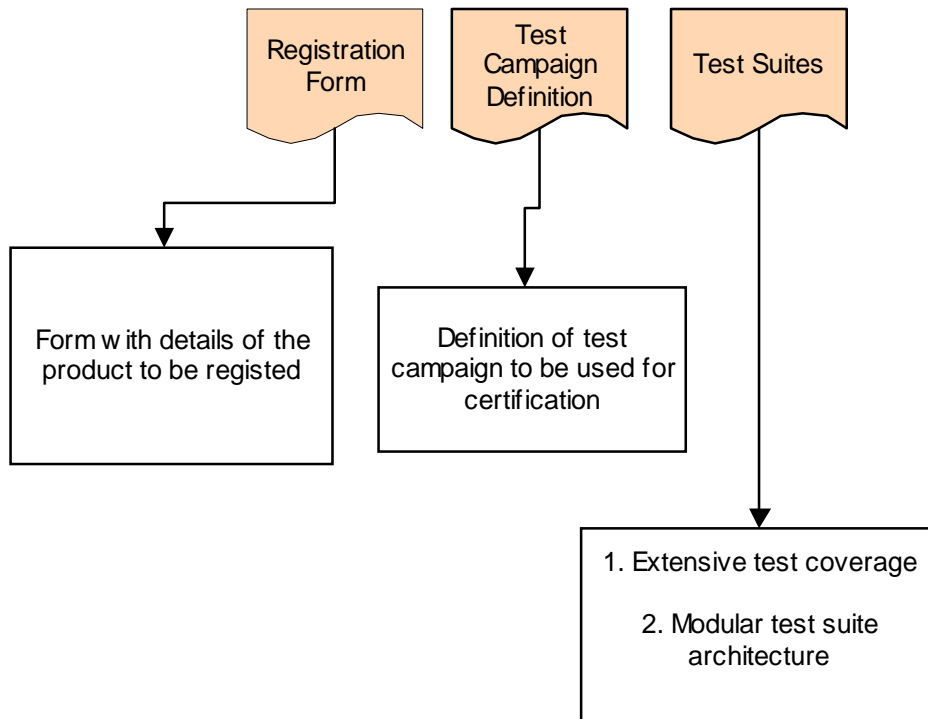 Registration
Form
Test
Campaign
Definition
Test Suites
Form with details of the
product to be registed
Definition of test
campaign to be used for
certification
1. Extensive test coverage
2. Modular test suite
architecture